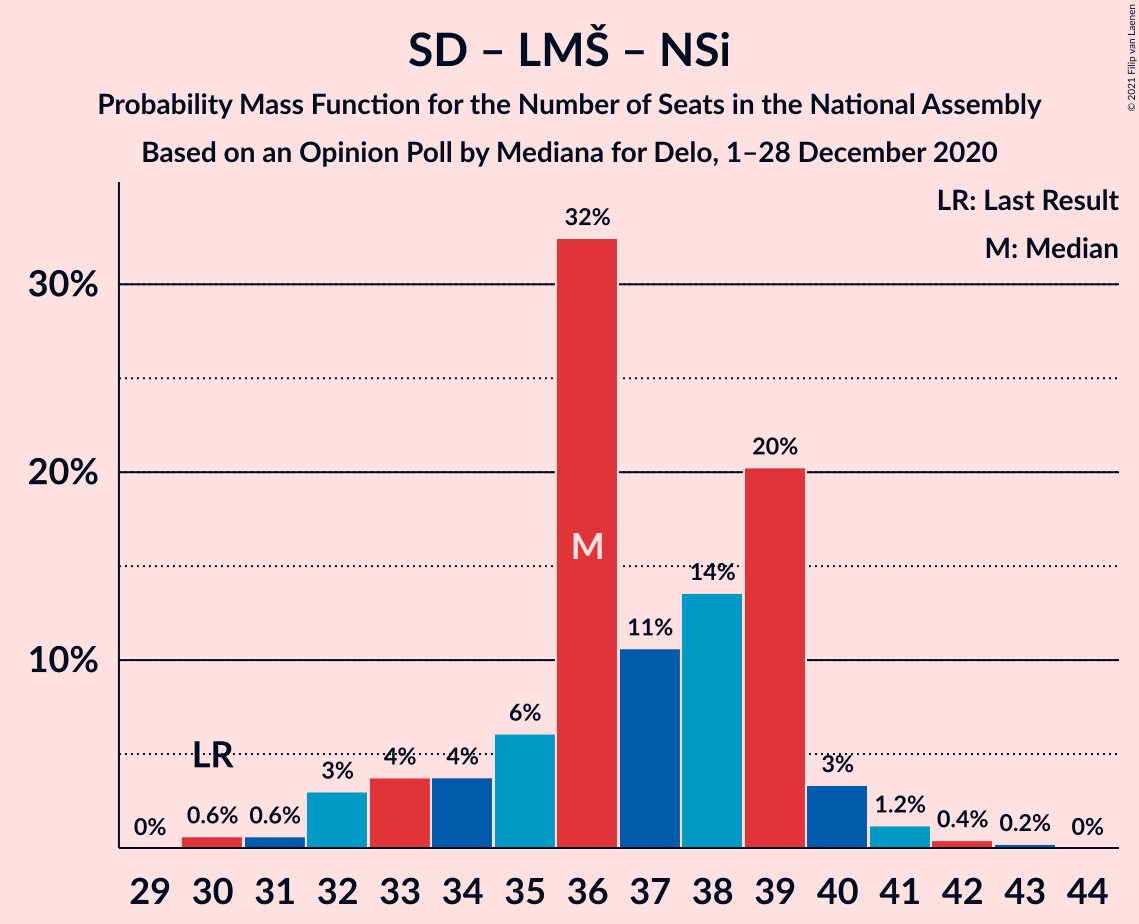 SD – LMŠ – NSi
Probability Mass Function for the Number of Seats in the National Assembly
Based on an Opinion Poll by Mediana for Delo, 1–28 December 2020
© 2021 Filip van Laenen
LR: Last Result
M: Median
30%
20%
10%
0%
0.6%
0.6%
3%
4%
4%
6%
32%
11%
14%
20%
3%
1.2%
0.4%
0.2%
0%
LR
M
29 30 31 32 33 34 35 36 37 38 39 40 41 42 43 44